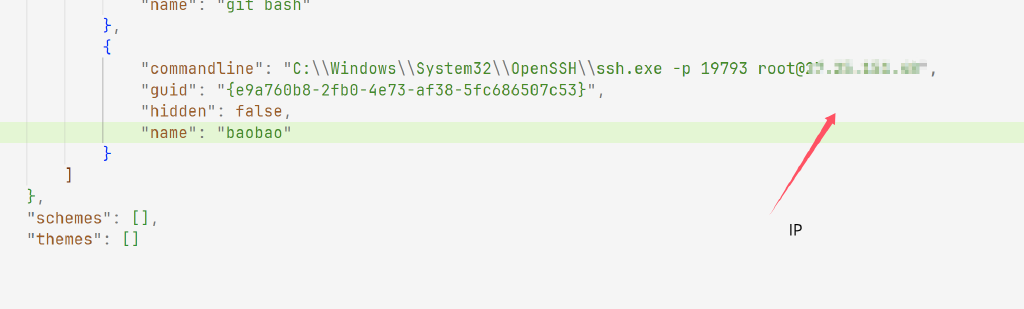 "name": "git bash"
},
{
"commandline": "C:\\Windows\\System32\\OpenSSH\\ssh.exe -p 19793 root@
"guid": "{e9a760b8-2fb0-4e73-af38-5fc686507c53}",
"hidden": false,
"name": "baobao"
}
]
},
"schemes": [],
"themes": []
IP